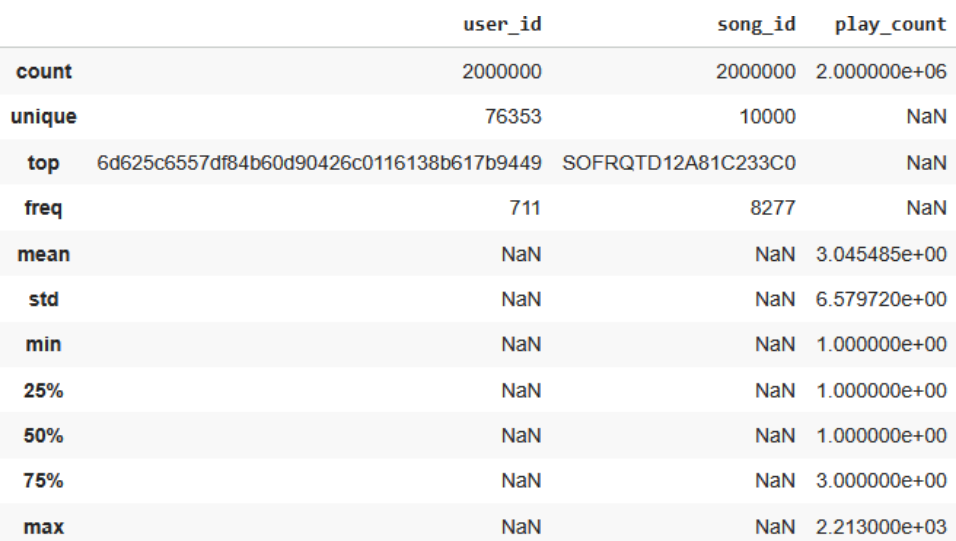 user_id song_id play_count
count 2000000 2000000 2.000000e+06
unique 76353 10000 NaN
top 6d625c6557df84b60d90426c0116138b617b9449 SOFRQTD12A81C233C0 NaN
freq 711 8277 NaN
mean NaN NaN 3.045485e+00
std NaN NaN 6.579720e+00
min NaN NaN 1.000000e+00
25% NaN NaN 1.000000e+00
50% NaN NaN 1.000000e+00
75% NaN NaN 3.000000e+00
max NaN NaN 2.213000e+03